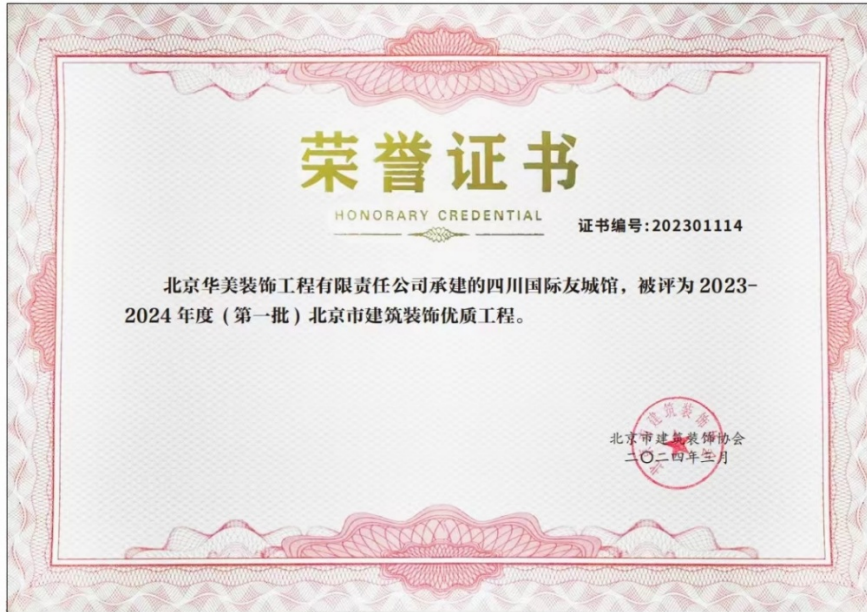 荣誉证书
HONORARY CREDENTIAL
证书编号:202301114
北京华美装饰工程有限责任公司承建的四川国际友城馆，被评为2023-
2024年度（第一批）北京市建筑装饰优质工程。
北京市建筑装饰协会
二〇二四年三月